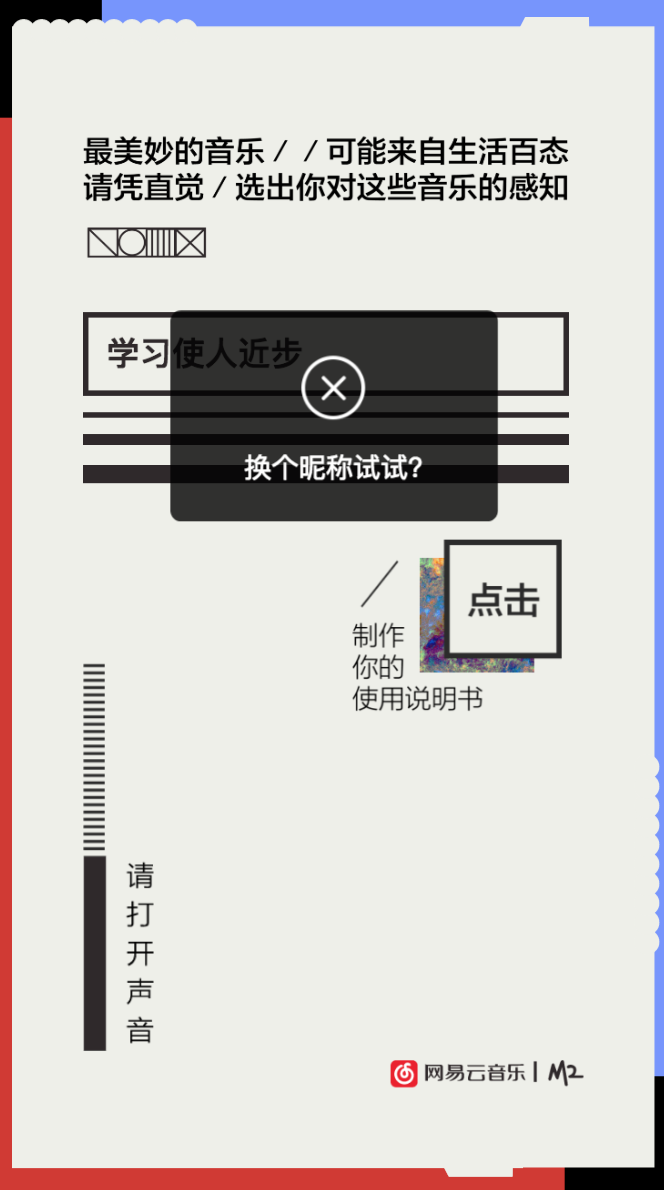 最美妙的音乐 / / 可能来自生活百态
请凭直觉 / 选出你对这些音乐的感知
学习使人近步
换个昵称试试？
点击
制作
你的
使用说明书
请打开声音
网易云音乐 | M2